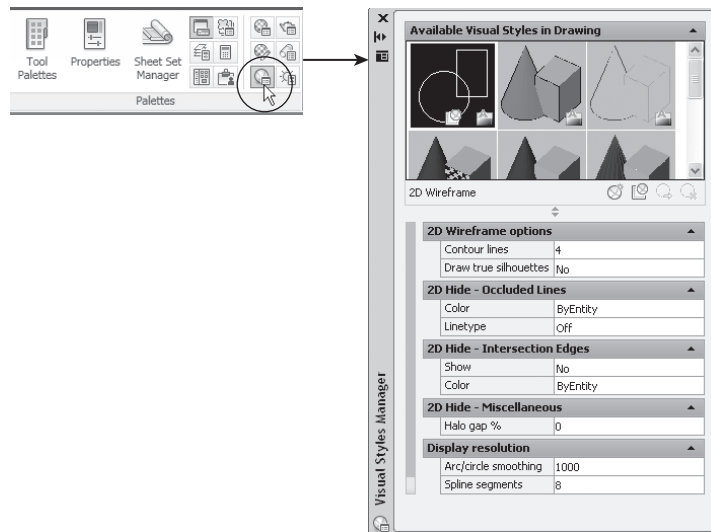 Tool Palettes
Properties
Sheet Set Manager
Palettes
Available Visual Styles in Drawing
2D Wireframe
2D Wireframe options
Contour lines 4
Draw true silhouettes No
2D Hide - Occluded Lines
Color ByEntity
Linetype Off
2D Hide - Intersection Edges
Show No
Color ByEntity
2D Hide - Miscellaneous
Halo gap % 0
Display resolution
Arc/circle smoothing 1000
Spline segments 8
Visual Styles Manager